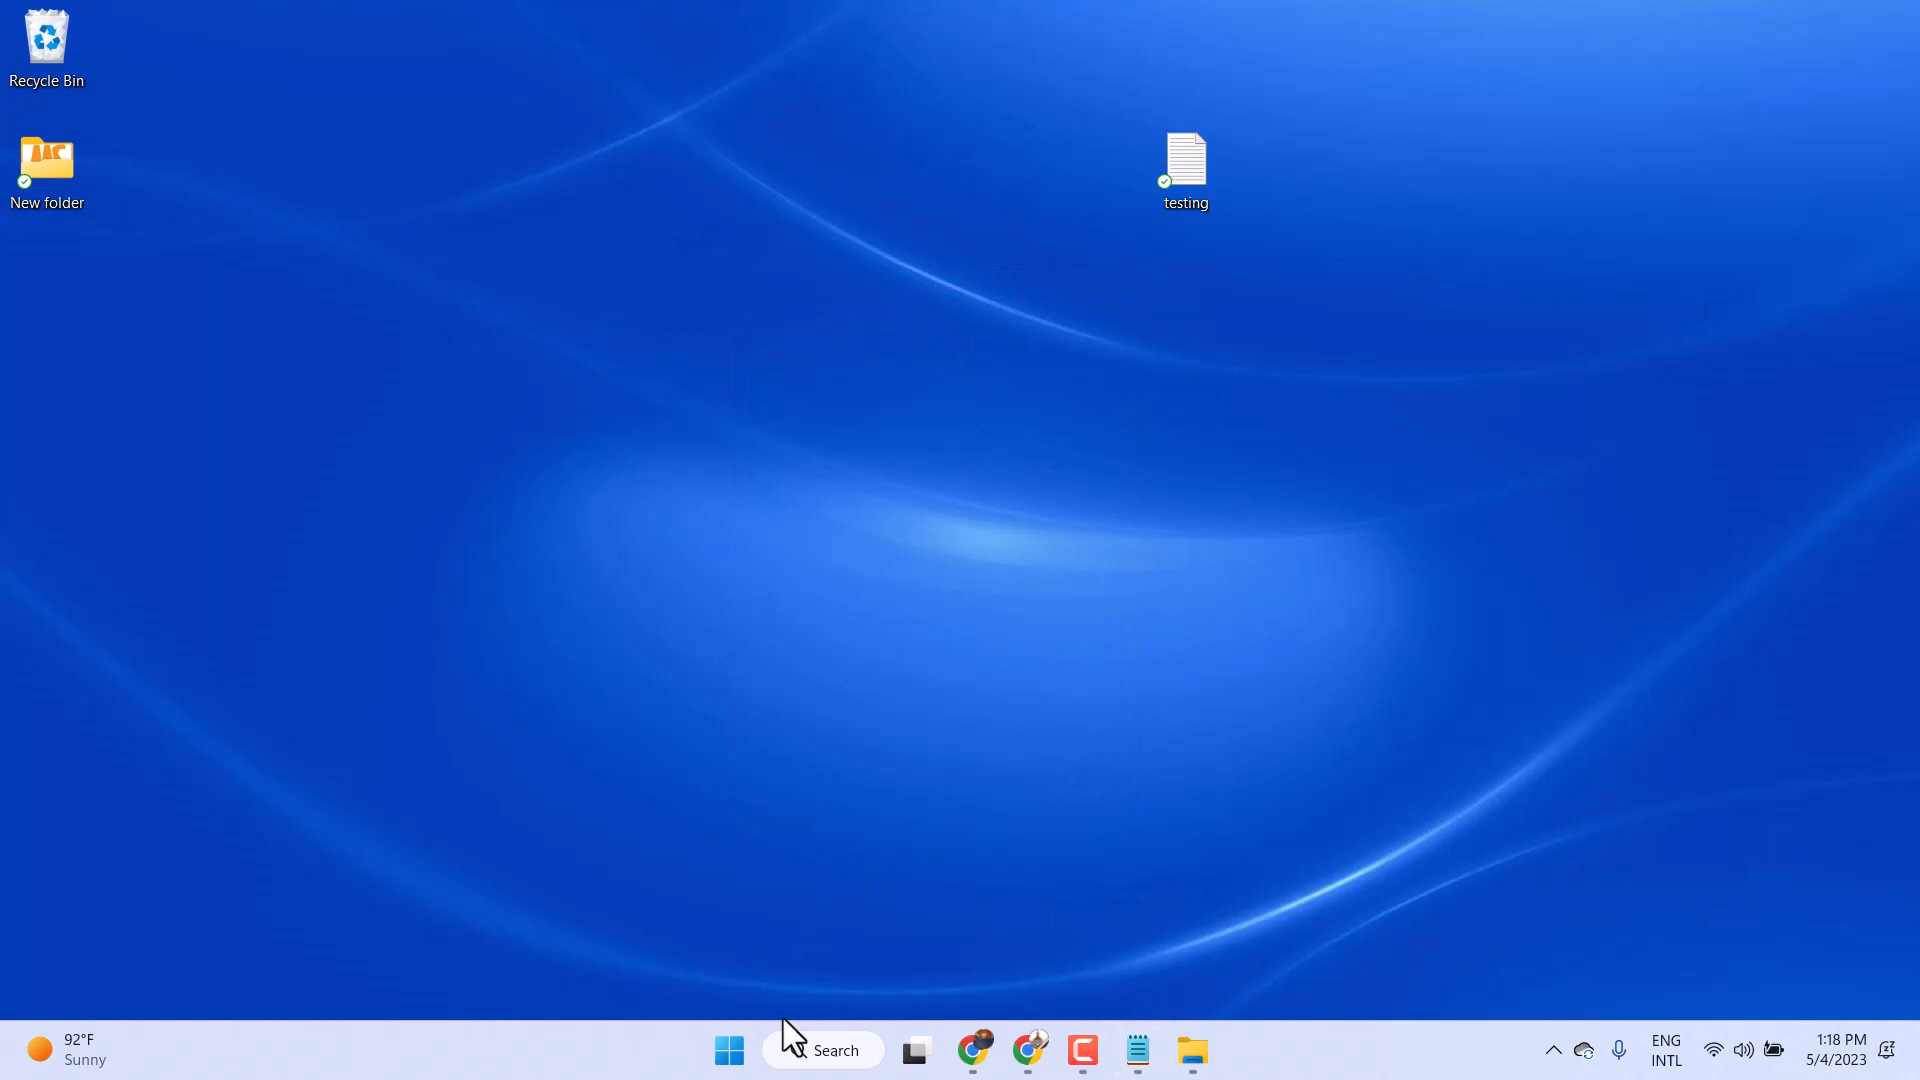 Recycle Bin
New folder
testing
92°F
Sunny
Search
ENG
INTL
1:18 PM
5/4/2023